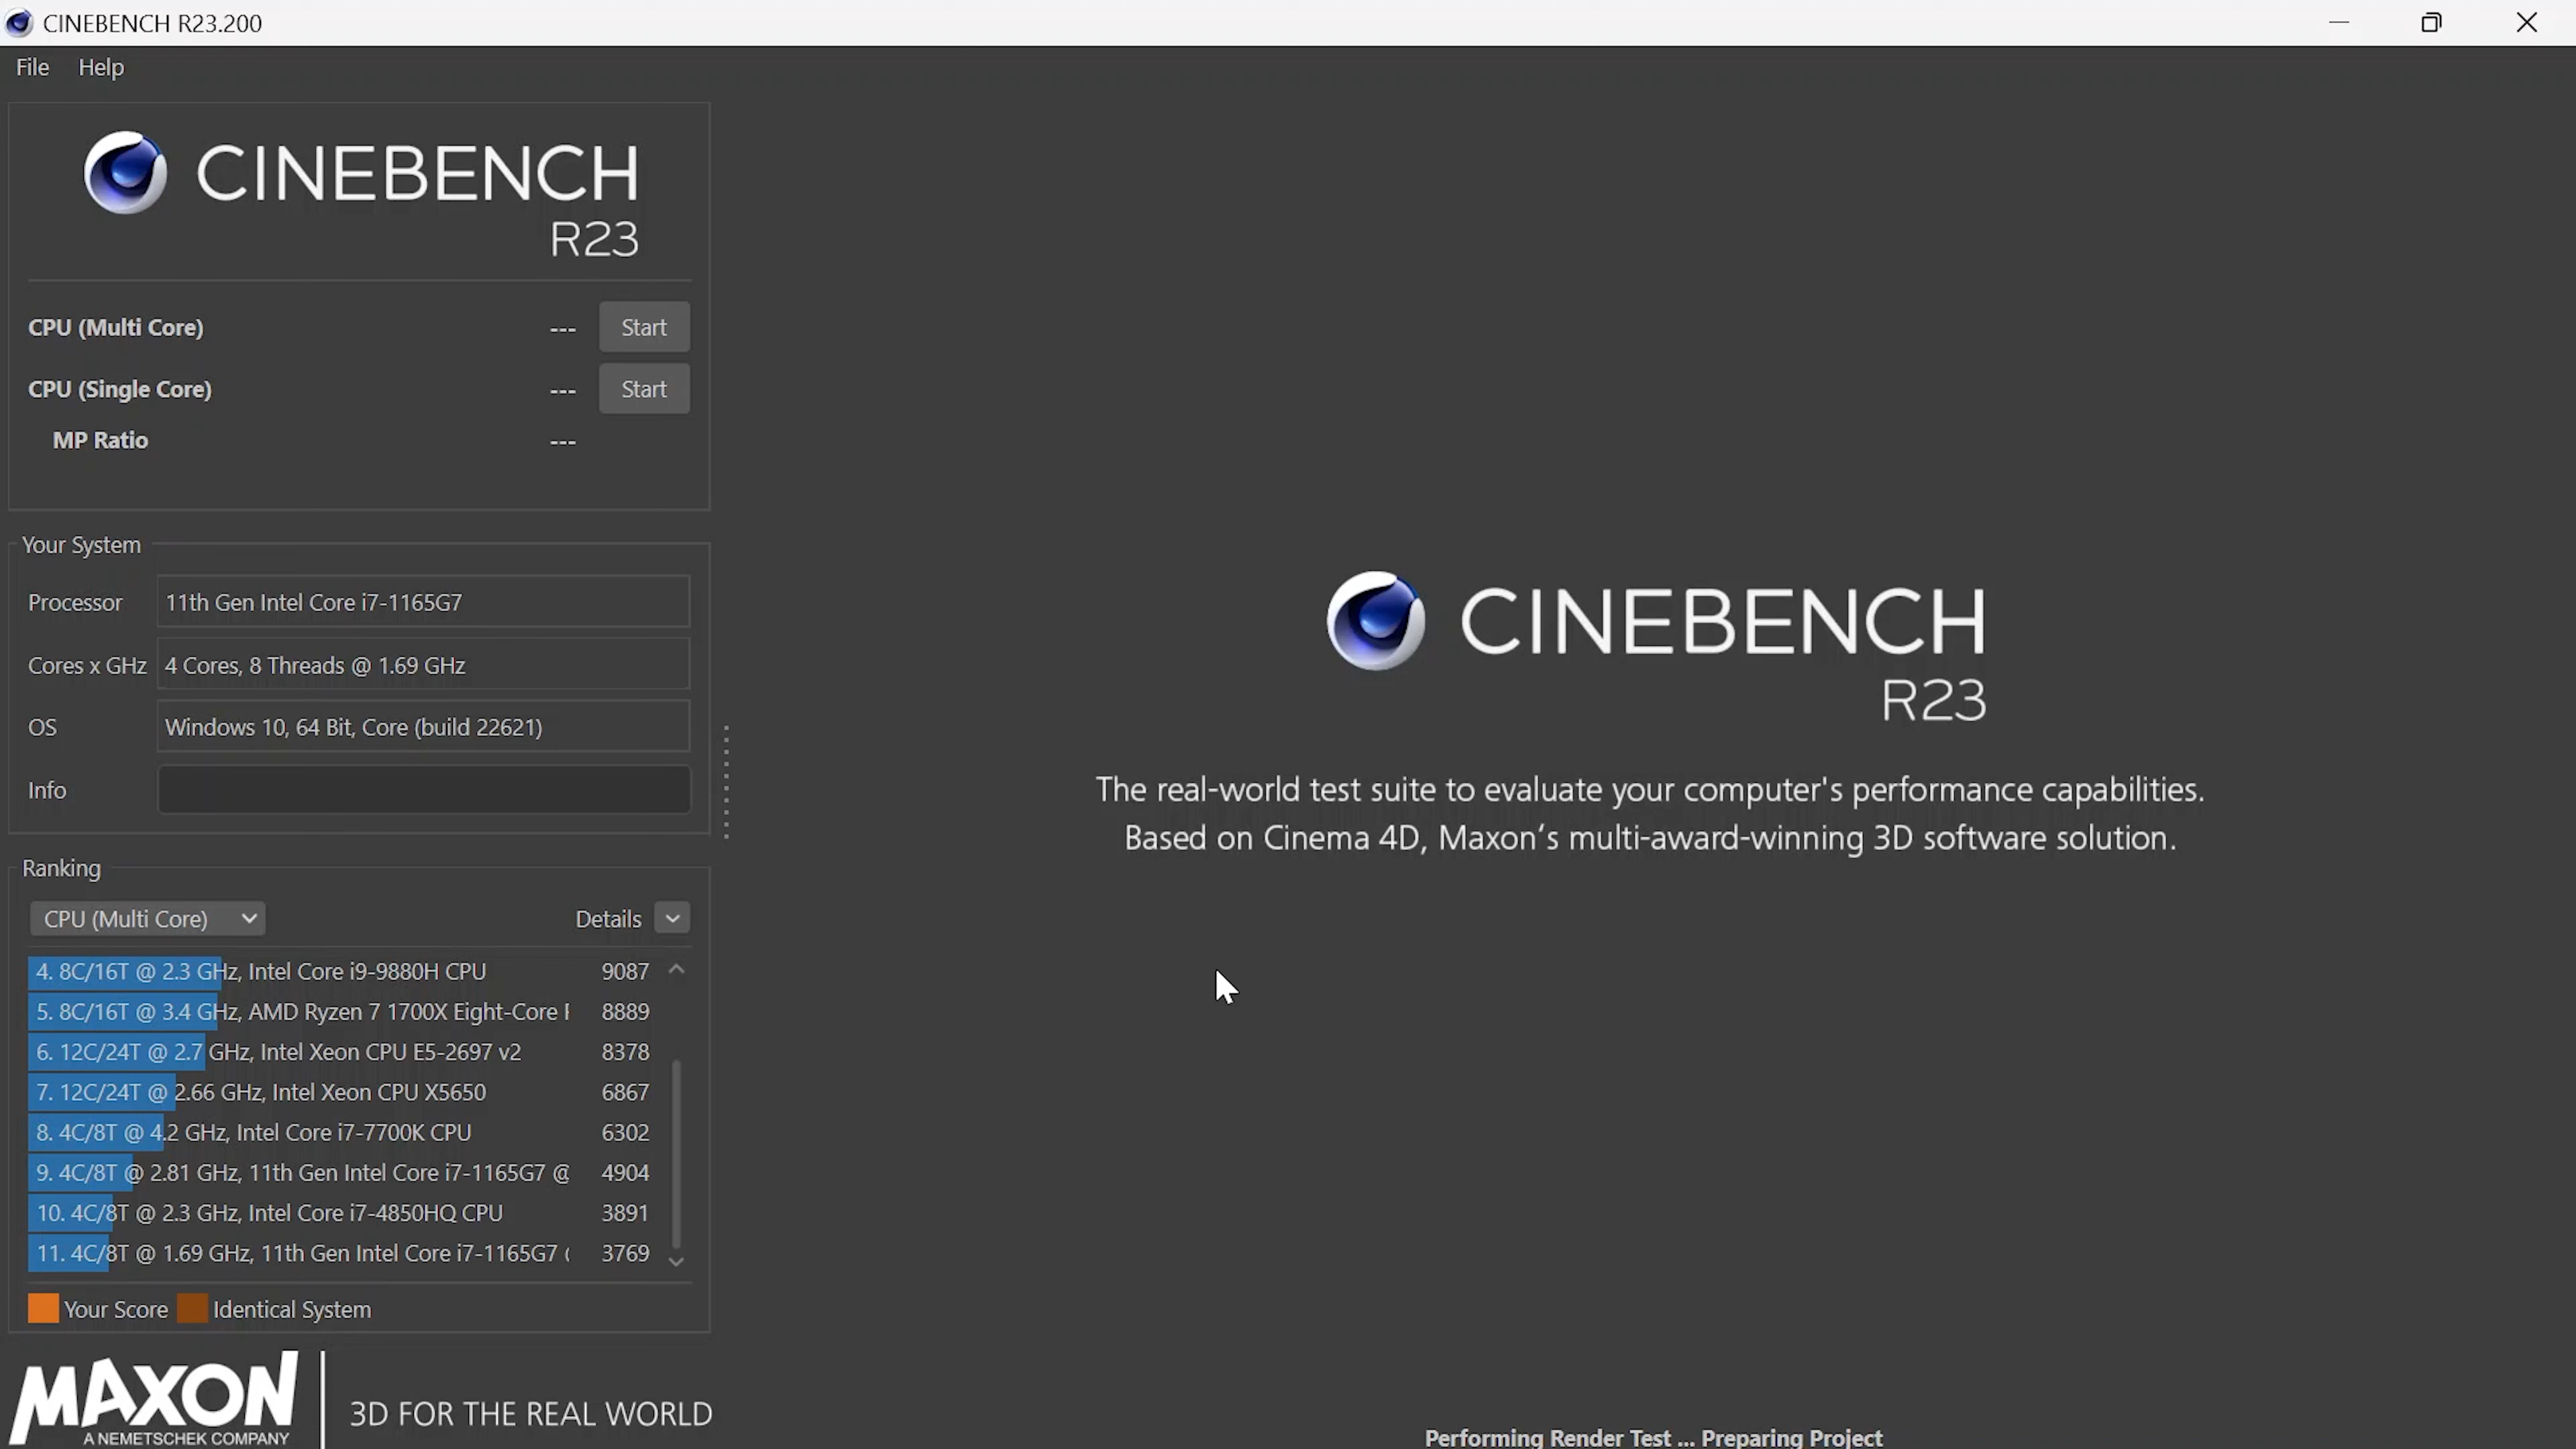 CINEBENCH R23.200
File Help
CINEBENCH
R23
CPU (Multi Core) --- Start
CPU (Single Core) --- Start
MP Ratio ---
Your System
Processor 11th Gen Intel Core i7-1165G7
Cores x GHz 4 Cores, 8 Threads @ 1.69 GHz
OS Windows 10, 64 Bit, Core (build 22621)
Info
Ranking
CPU (Multi Core) Details
4. 8C/16T @ 2.3 GHz, Intel Core i9-9880H CPU 9087
5. 8C/16T @ 3.4 GHz, AMD Ryzen 7 1700X Eight-Core 8889
6. 12C/24T @ 2.7 GHz, Intel Xeon CPU E5-2697 v2 8378
7. 12C/24T @ 2.66 GHz, Intel Xeon CPU X5650 6867
8. 4C/8T @ 4.2 GHz, Intel Core i7-7700K CPU 6302
9. 4C/8T @ 2.81 GHz, 11th Gen Intel Core i7-1165G7 @ 4904
10. 4C/8T @ 2.3 GHz, Intel Core i7-4850HQ CPU 3891
11. 4C/8T @ 1.69 GHz, 11th Gen Intel Core i7-1165G7 3769
Your Score Identical System
MAXON
A NEMETSCHEK COMPANY
3D FOR THE REAL WORLD
CINEBENCH
R23
The real-world test suite to evaluate your computer's performance capabilities.
Based on Cinema 4D, Maxon’s multi-award-winning 3D software solution.
Performing Render Test ... Preparing Project